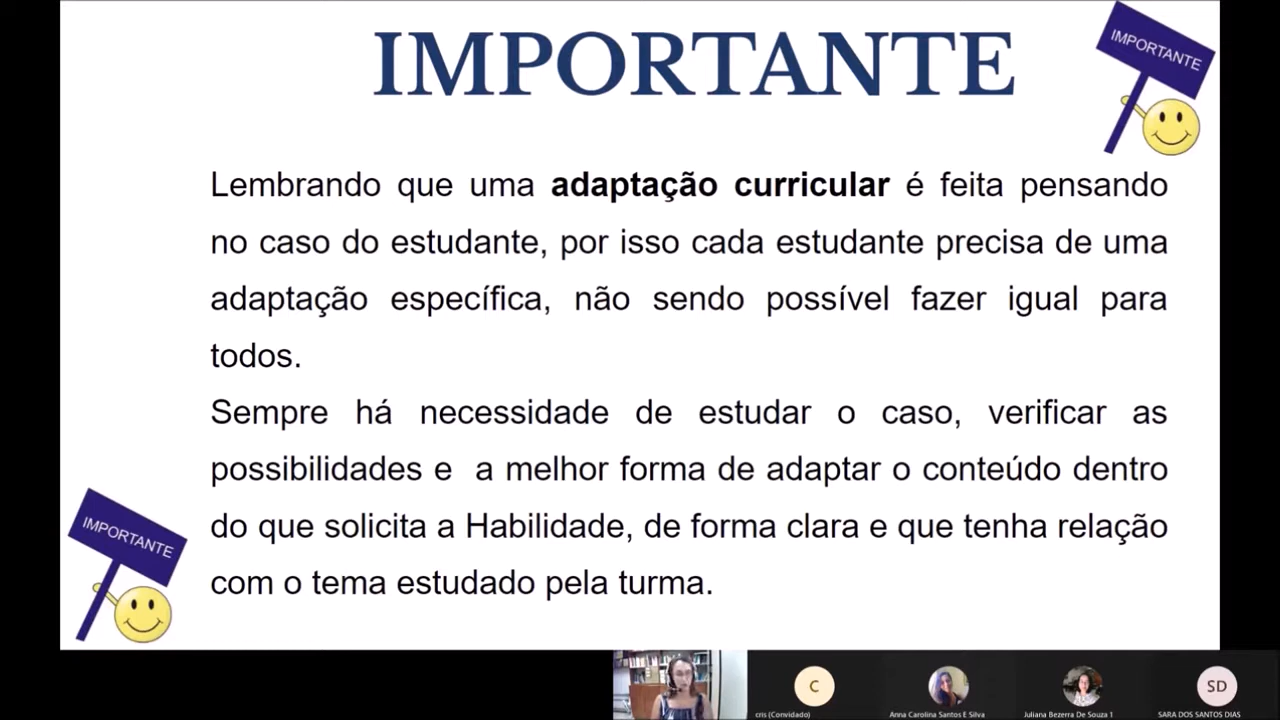 IMPORTANTE
IMPORTANTE
Lembrando que uma adaptação curricular é feita pensando
no caso do estudante, por isso cada estudante precisa de uma
adaptação específica, não sendo possível fazer igual para
todos.
Sempre há necessidade de estudar o caso, verificar as
possibilidades e a melhor forma de adaptar o conteúdo dentro
do que solicita a Habilidade, de forma clara e que tenha relação
com o tema estudado pela turma.
IMPORTANTE
C
SD
cris (Convidado)
Anna Carolina Santos E Silva
Juliana Bezerra De Souza 1
SARA DOS SANTOS DIAS